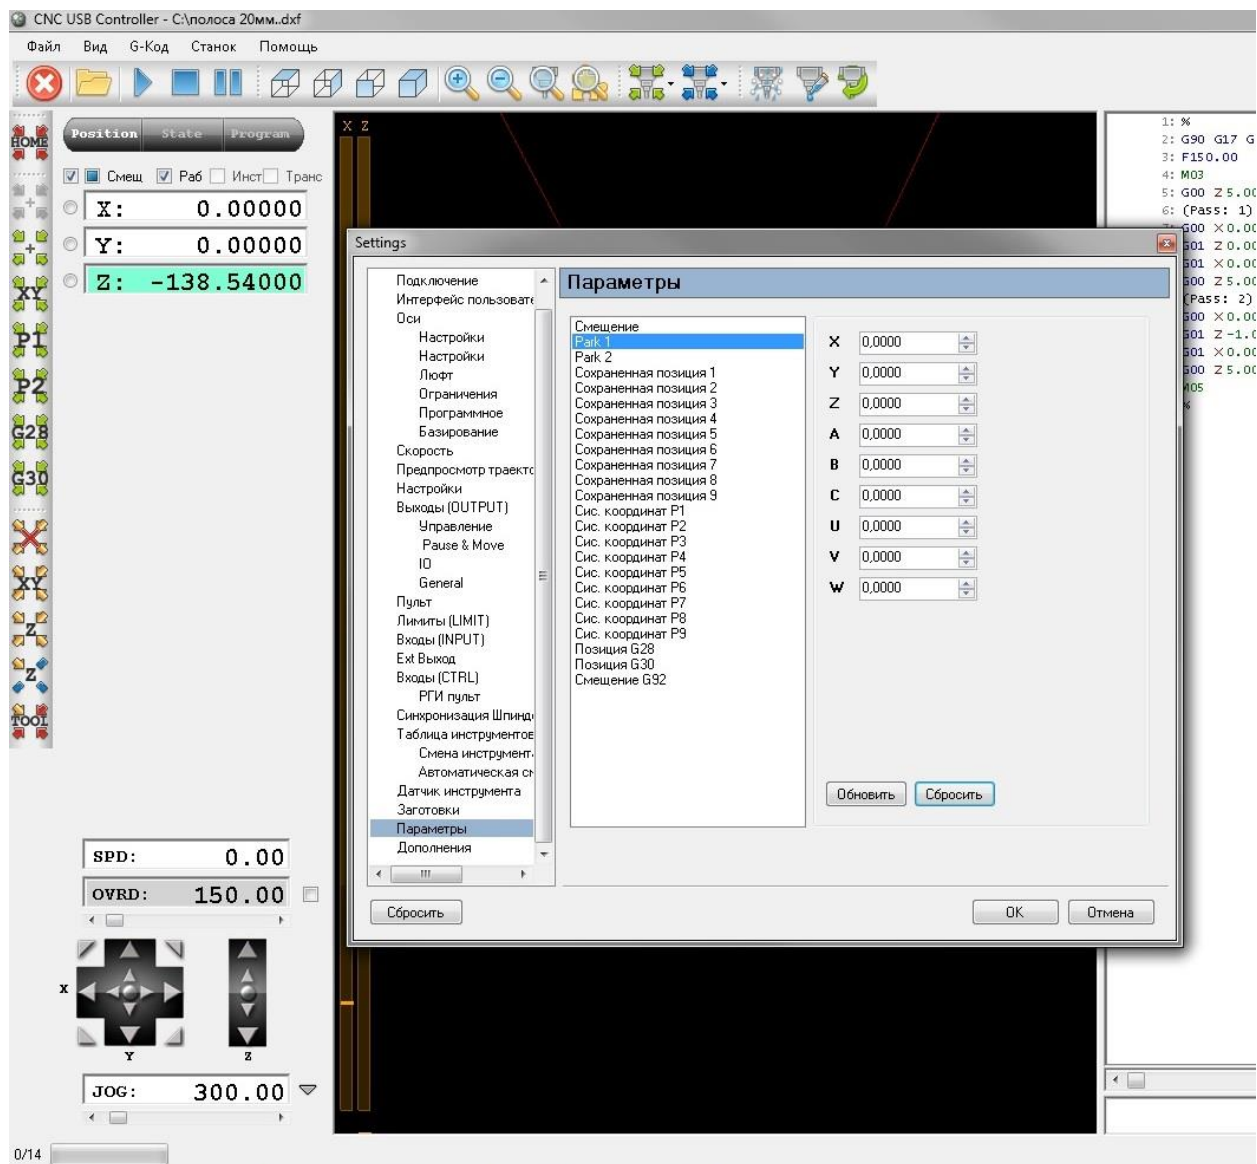 CNC USB Controller - C:\полоса 20мм..dxf
Файл Вид G-Код Станок Помощь
HOME
Position State Program
Смещ Раб Инст Транс
X: 0.00000
Y: 0.00000
Z: -138.54000
XY
P1
P2
G28
G30
XY
Z
Z
TOOL
X Z
1: %
2: G90 G17 G
3: F150.00
4: M03
5: G00 Z 5.00
6: (Pass: 1)
7: G00 X 0.00
G01 Z 0.00
G01 X 0.00
G00 Z 5.00
(Pass: 2)
G00 X 0.00
G01 Z -1.0
G01 X 0.00
G00 Z 5.00
M05
%
Settings
Подключение
Интерфейс пользовате
Оси
Настройки
Настройки
Люфт
Ограничения
Программное
Базирование
Скорость
Предпросмотр траекто
Настройки
Выходы (OUTPUT)
Управление
Pause & Move
IO
General
Пульт
Лимиты (LIMIT)
Входы (INPUT)
Ext Выход
Входы (CTRL)
РГИ пульт
Синхронизация Шпинд
Таблица инструментов
Смена инструмент
Автоматическая см
Датчик инструмента
Заготовки
Параметры
Дополнения
Параметры
Смещение
Park 1
Park 2
Сохраненная позиция 1
Сохраненная позиция 2
Сохраненная позиция 3
Сохраненная позиция 4
Сохраненная позиция 5
Сохраненная позиция 6
Сохраненная позиция 7
Сохраненная позиция 8
Сохраненная позиция 9
Сис. координат P1
Сис. координат P2
Сис. координат P3
Сис. координат P4
Сис. координат P5
Сис. координат P6
Сис. координат P7
Сис. координат P8
Сис. координат P9
Позиция G28
Позиция G30
Смещение G92
X 0,0000
Y 0,0000
Z 0,0000
A 0,0000
B 0,0000
C 0,0000
U 0,0000
V 0,0000
W 0,0000
Обновить Сбросить
Сбросить OK Отмена
SPD: 0.00
OVRD: 150.00
X
Y Z
JOG: 300.00
0/14